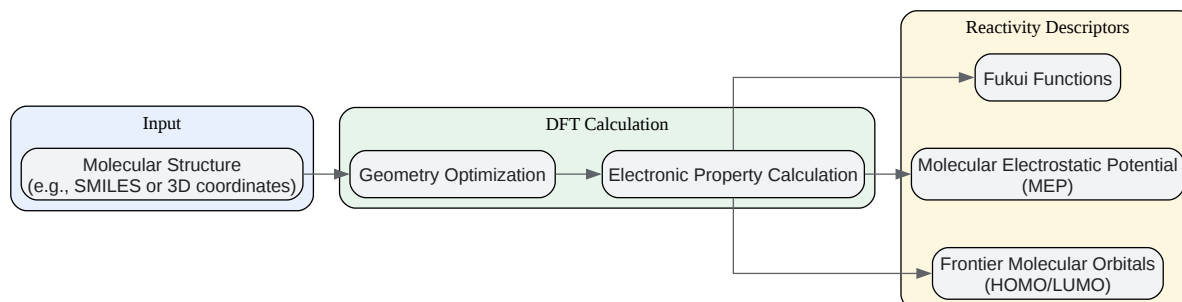 Input
Molecular Structure
(e.g., SMILES or 3D coordinates)
DFT Calculation
Geometry Optimization
Electronic Property Calculation
Reactivity Descriptors
Fukui Functions
Molecular Electrostatic Potential
(MEP)
Frontier Molecular Orbitals
(HOMO/LUMO)